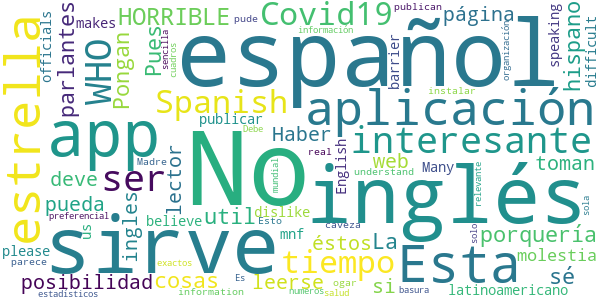 HORRIBLE
pude
Covid19
publican
makes
página
officials
sencilla
cuadros
Pues
español
información
organización
speaking
hispano
difficult
barrier
parlantes
WHO
Pongan
estrella
Spanish
instalar
aplicación
app
publicar
No
Haber
interesante
English
real
web
toman
ser
lector
Madre
Many
deve
mundial
Debe
understand
relevante
inglés
pueda
preferencial
util
dislike
sola
us
ingles
believe
Esto
caveza
sirve
mnf
éstos
La
Esta
solo
porquería
please
parece
tiempo
molestia
posibilidad
cosas
Es
leerse
ogar
si
sé
basura
latinoamericano
estadísticos
exactos
information
numeros
salud